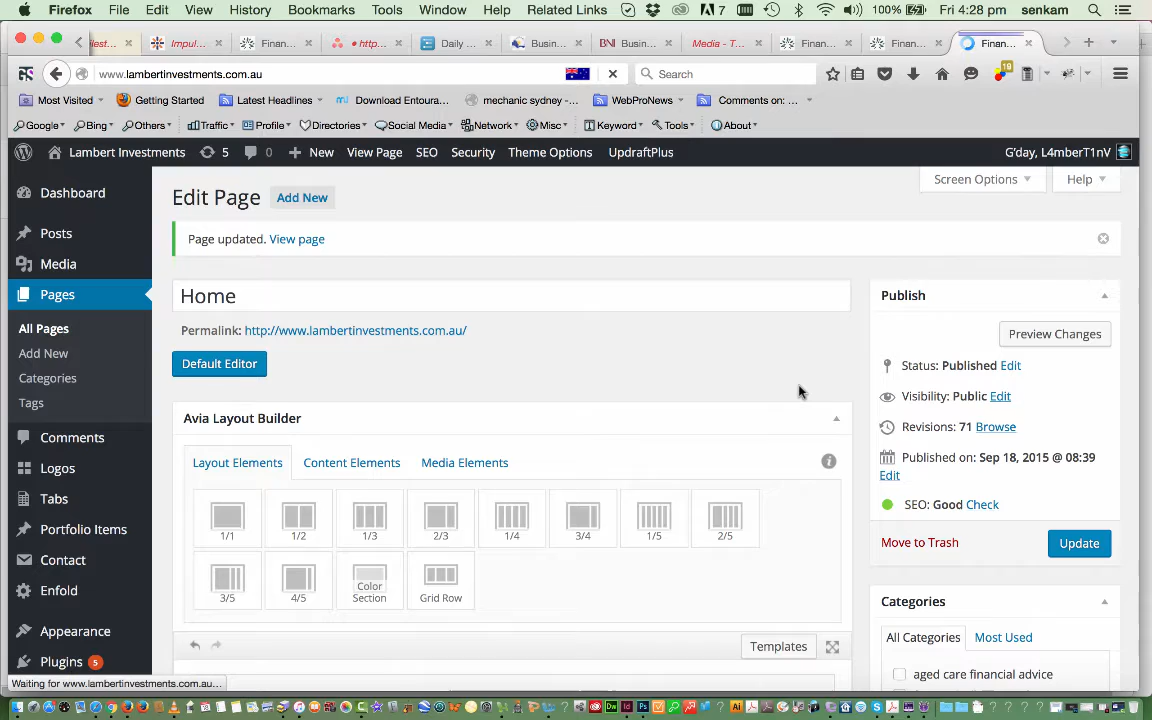 Firefox File Edit View History Bookmarks Tools Window Help Related Links 7 100% Fri 4:28 pm senkam
lest... Impul... Finan... http... Daily ... Busin... BNI Busin... Media - T... Finan... Finan... Finan...
www.lambertinvestments.com.au Search 18
Most Visited Getting Started Latest Headlines Download Entoura... mechanic sydney -... WebProNews Comments on: ...
Google Bing Others Traffic Profile Directories Social Media Network Misc Keyword Tools About
Lambert Investments 5 0 New View Page SEO Security Theme Options UpdraftPlus G'day, L4mberT1nV
Dashboard
Posts
Media
Pages
All Pages
Add New
Categories
Tags
Comments
Logos
Tabs
Portfolio Items
Contact
Enfold
Appearance
Plugins 5
Waiting for www.lambertinvestments.com.au...
Screen Options Help
Edit Page Add New
Page updated. View page
Home
Permalink: http://www.lambertinvestments.com.au/
Default Editor
Avia Layout Builder
Layout Elements Content Elements Media Elements
1/1 1/2 1/3 2/3 1/4 3/4 1/5 2/5
3/5 4/5 Color Section Grid Row
Templates
Publish
Preview Changes
Status: Published Edit
Visibility: Public Edit
Revisions: 71 Browse
Published on: Sep 18, 2015 @ 08:39
Edit
SEO: Good Check
Move to Trash Update
Categories
All Categories Most Used
aged care financial advice